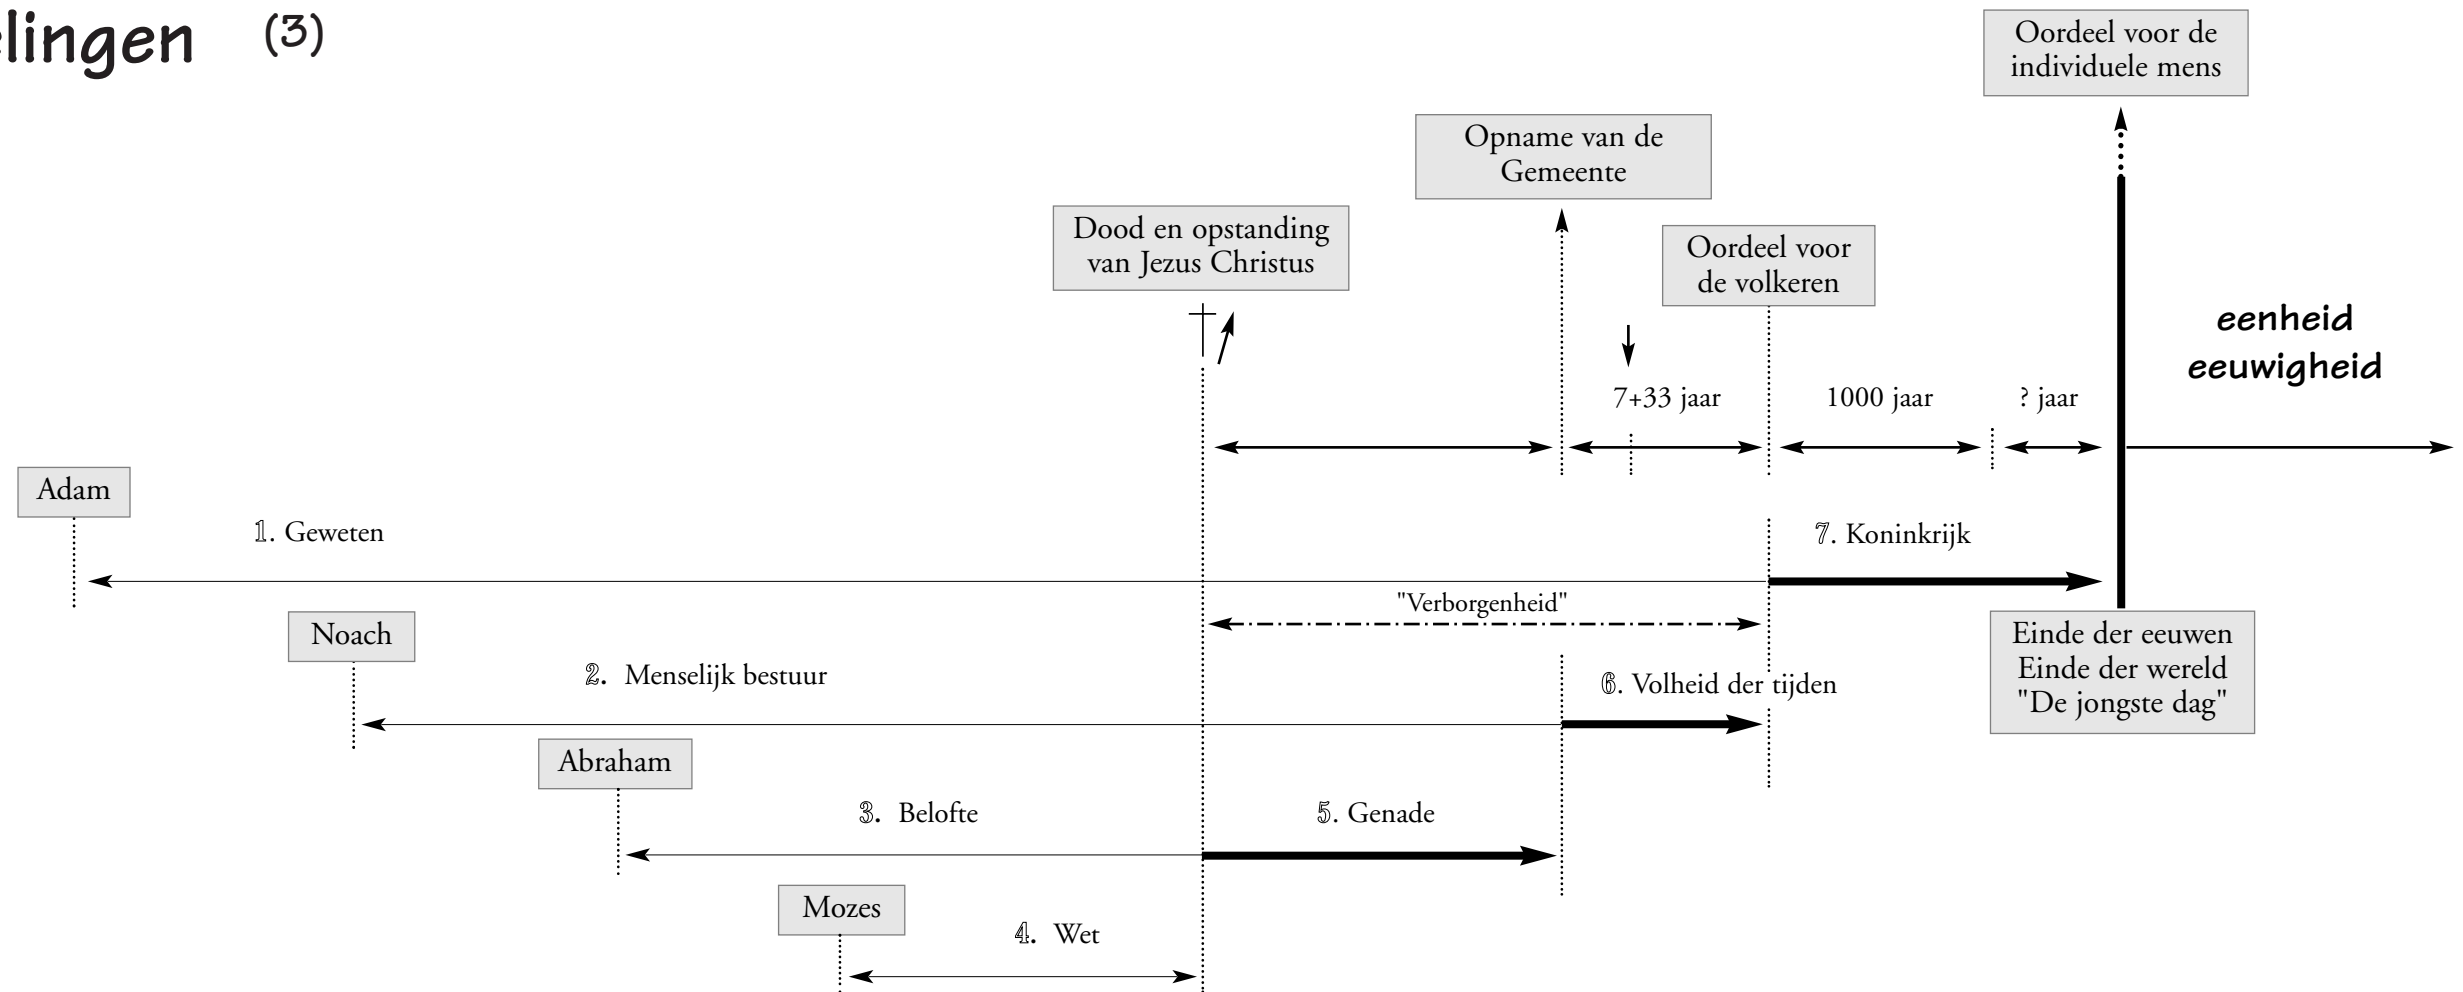 elingen (3)
Oordeel voor de
individuele mens
Opname van de
Gemeente
Dood en opstanding
van Jezus Christus
Oordeel voor
de volkeren
eenheid
eeuwigheid
7+33 jaar
1000 jaar
? jaar
Adam
1. Geweten
7. Koninkrijk
"Verborgenheid"
Noach
Einde der eeuwen
Einde der wereld
"De jongste dag"
2. Menselijk bestuur
6. Volheid der tijden
Abraham
3. Belofte
5. Genade
Mozes
4. Wet